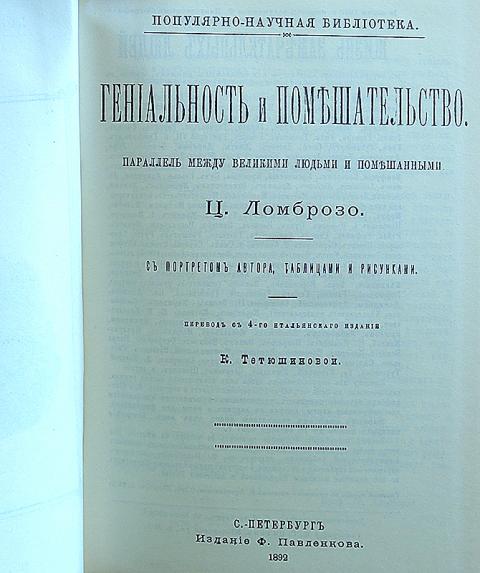 ПОПУЛЯРНО-НАУЧНАЯ БИБЛІОТЕКА.
ГЕНІАЛЬНОСТЬ и ПОМѢШАТЕЛЬСТВО.
ПАРАЛЛЕЛЬ МЕЖДУ ВЕЛИКИМИ ЛЮДЬМИ И ПОМѢШАННЫМИ
Ц. Ломброзо.
СЪ ПОРТРЕТОМЪ АВТОРА, ТАБЛИЦАМИ И РИСУНКАМИ.
ПЕРЕВОДЪ СЪ 4-ГО ИТАЛЬЯНСКАГО ИЗДАНІЯ
К. Тетюшиновой.
С.-ПЕТЕРБУРГЪ
Изданіе Ф. Павленкова.
1892